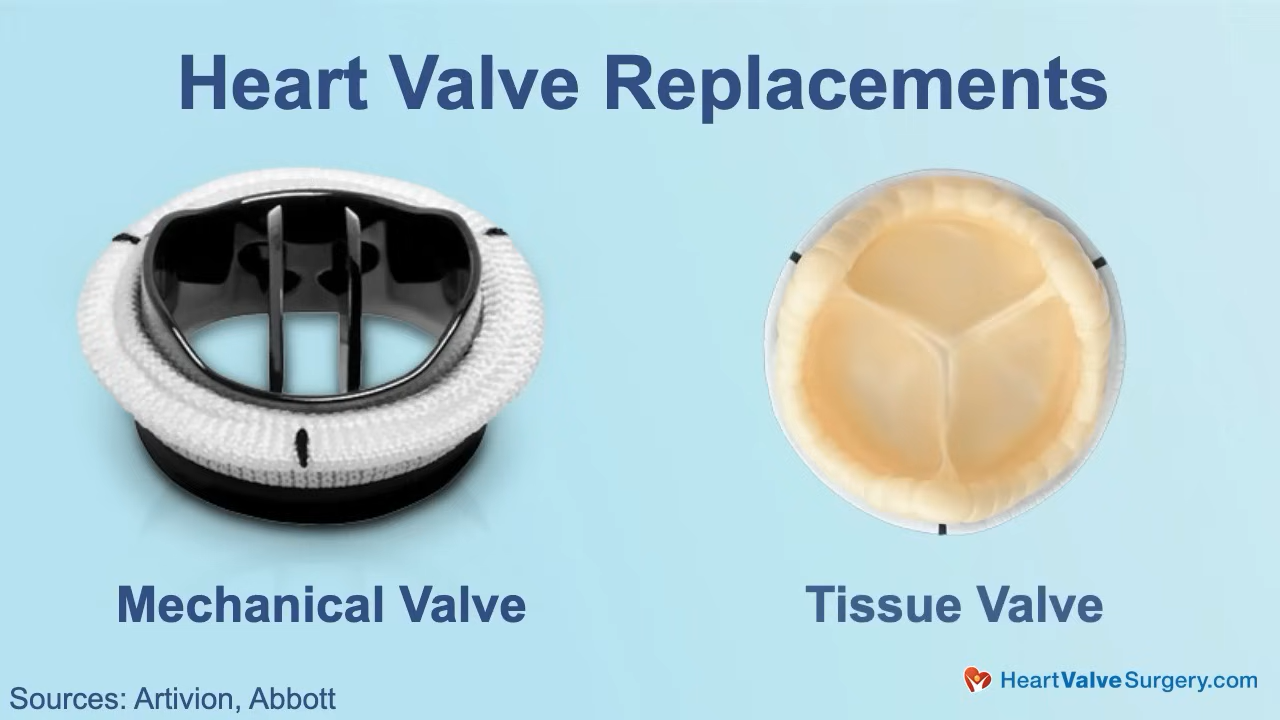 Heart Valve Replacements
Mechanical Valve
Tissue Valve
HeartValveSurgery.com
Sources: Artivion, Abbott